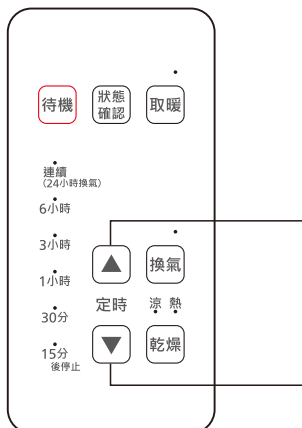 待機
狀態
確認
取暖
連續
(24小時換氣)
6小時
3小時
1小時
30分
15分
後停止
▲
定時
▼
換氣
涼 熱
乾燥